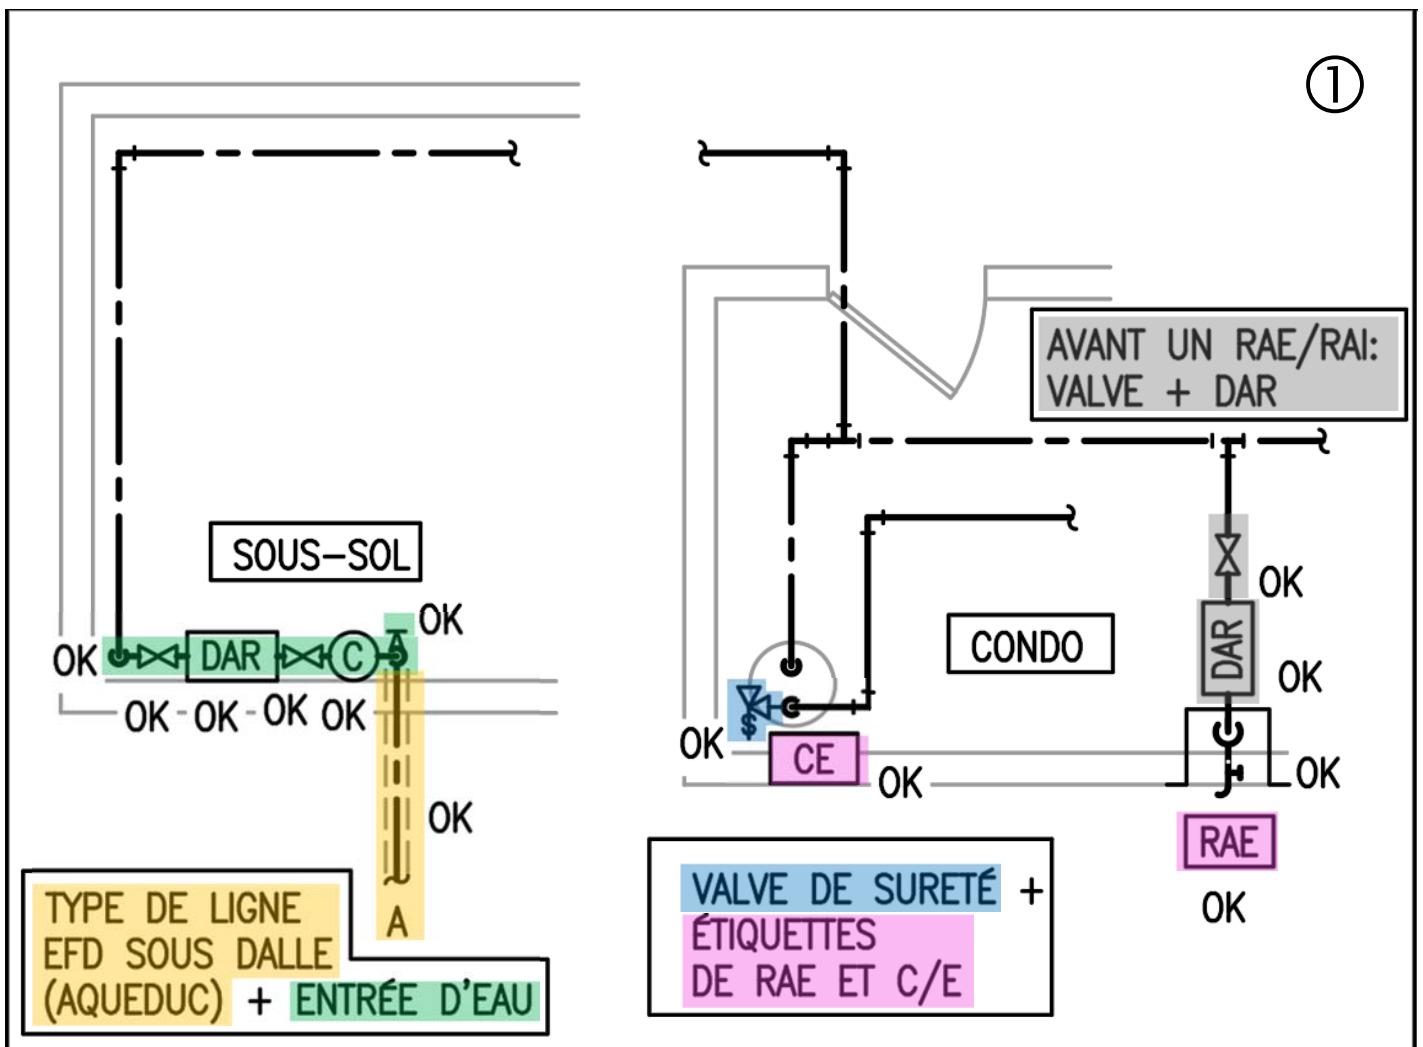 ①
AVANT UN RAE/RAI:
VALVE + DAR
SOUS-SOL
OK
OK
DAR
C
OK
OK
OK
OK
OK
A
TYPE DE LIGNE
EFD SOUS DALLE
(AQUEDUC) + ENTRÉE D'EAU
CONDO
OK
DAR
OK
S
OK
CE
OK
OK
RAE
OK
VALVE DE SURETÉ +
ÉTIQUETTES
DE RAE ET C/E